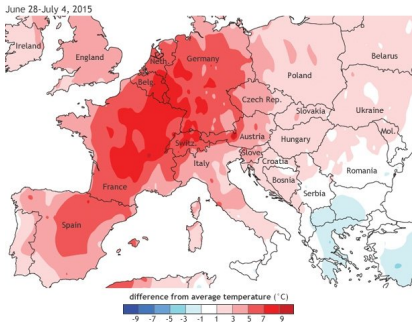 June 28-July 4, 2015
Ireland
England
Neth.
Belg.
Germany
Poland
Belarus
Czech Rep.
Slovakia
Ukraine
Mol.
France
Switz.
Austria
Hungary
Slove.
Italy
Croatia
Romania
Bosnia
Serbia
Spain
difference from average temperature (°C)
-9 -7 -5 -3 -1 1 3 5 7 9